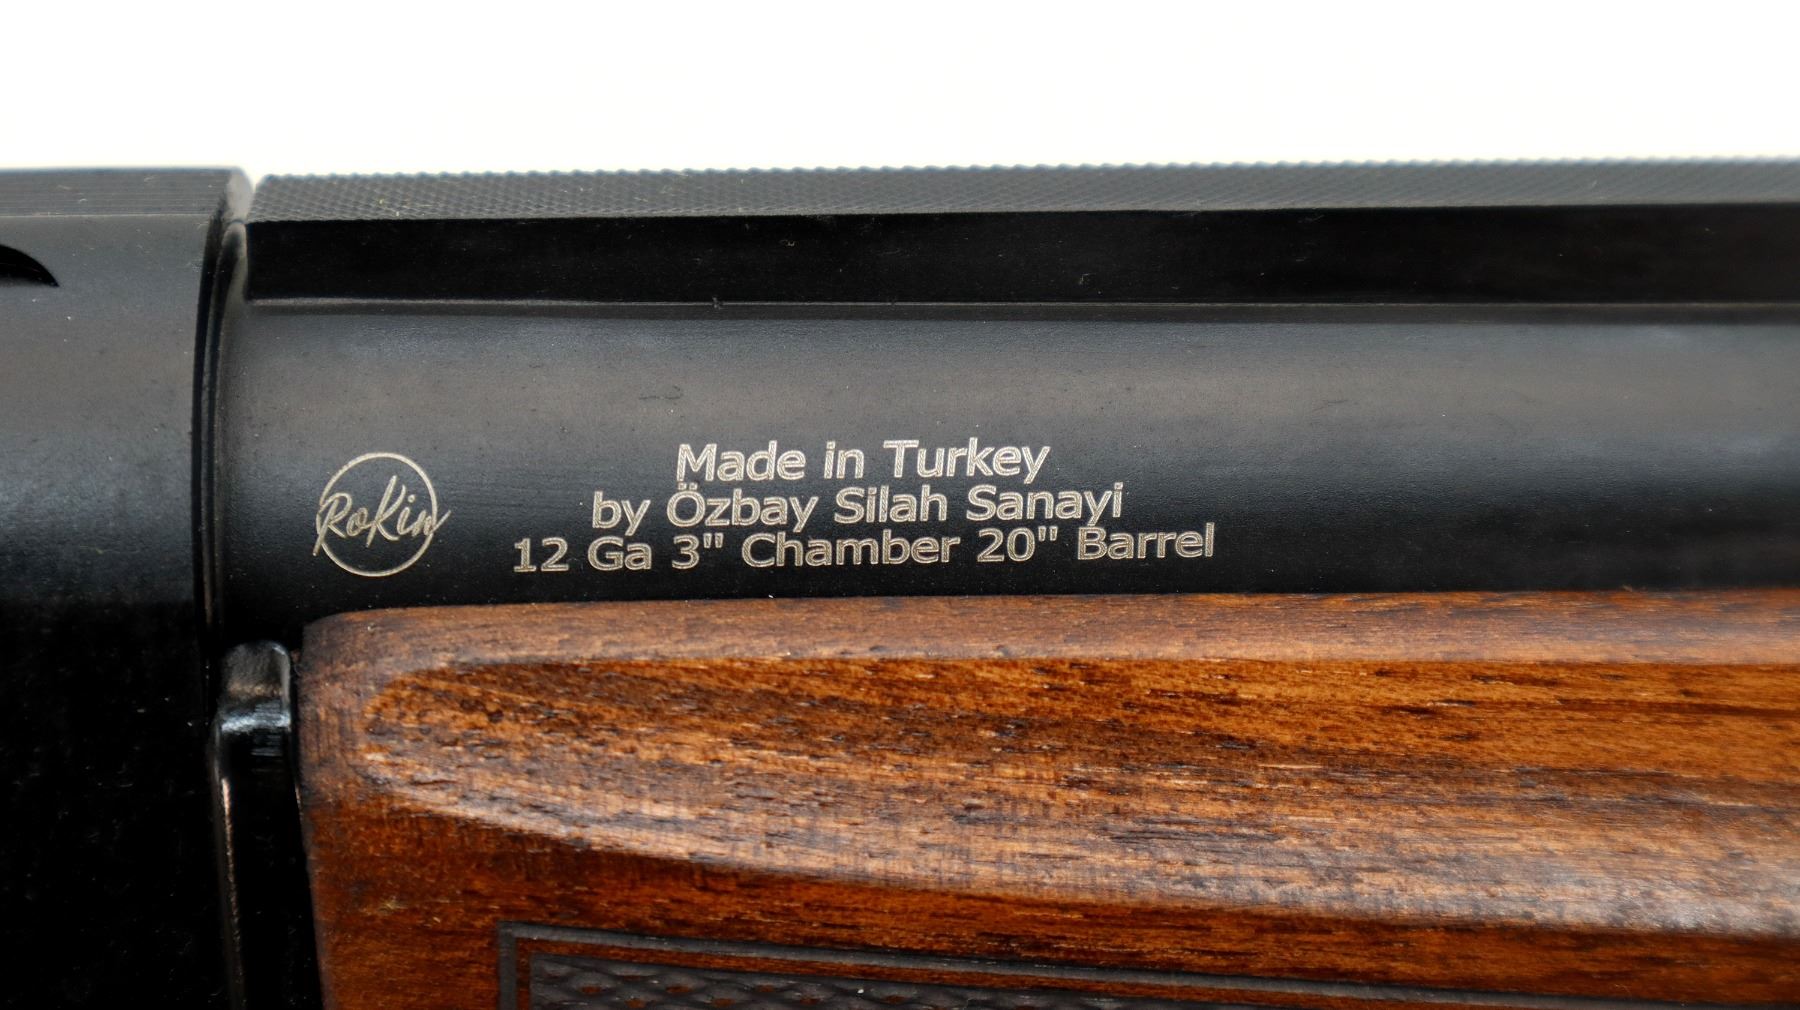 RoKin
Made in Turkey
by Özbay Silah Sanayi
12 Ga 3" Chamber 20" Barrel